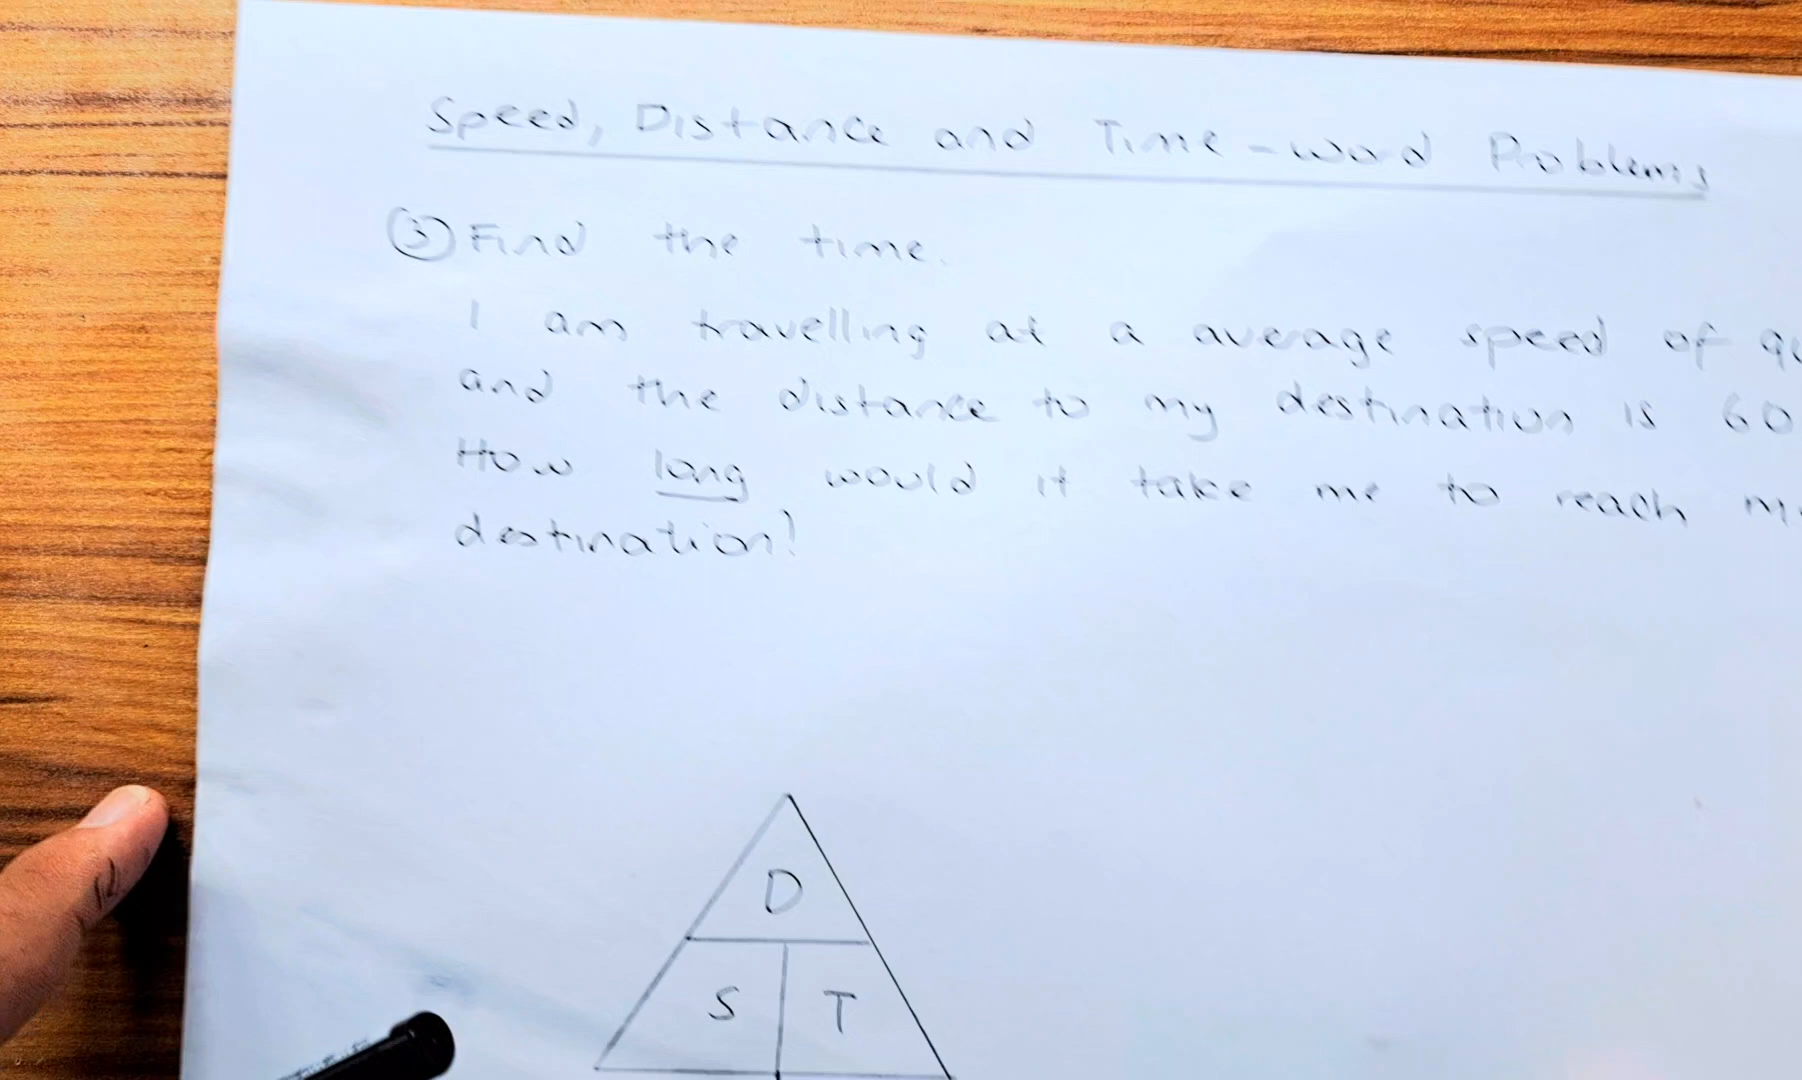 Speed, Distance and Time - Word Problems
③ Find the time.
I am travelling at a average speed of
and the distance to my destination is 60
How long would it take me to reach
destination?
D
S T